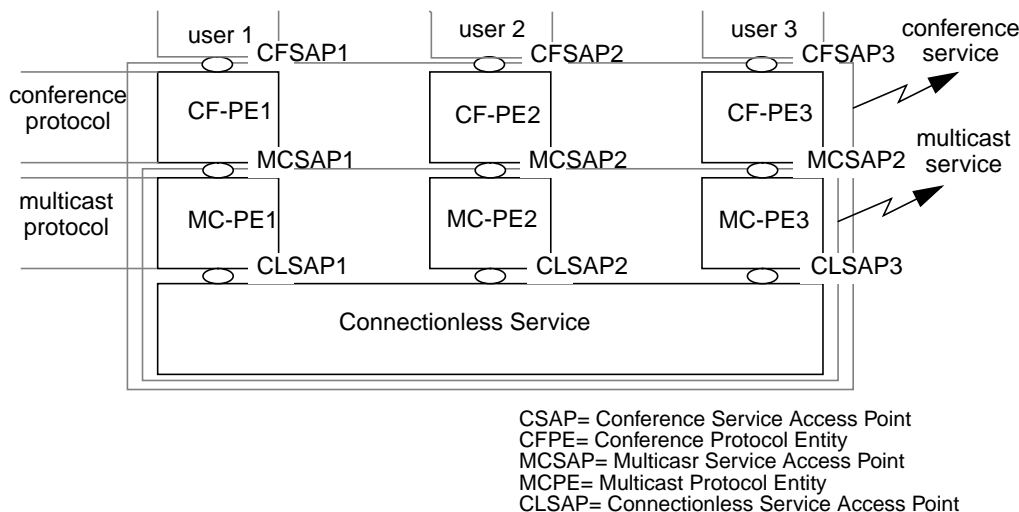 user 1
user 2
user 3
conference
service
CFSAP1
CFSAP2
CFSAP3
conference
protocol
CF-PE1
CF-PE2
CF-PE3
multicast
service
MCSAP1
MCSAP2
MCSAP2
multicast
protocol
MC-PE1
MC-PE2
MC-PE3
CLSAP1
CLSAP2
CLSAP3
Connectionless Service
CSAP= Conference Service Access Point
CFPE= Conference Protocol Entity
MCSAP= Multicasr Service Access Point
MCPE= Multicast Protocol Entity
CLSAP= Connectionless Service Access Point